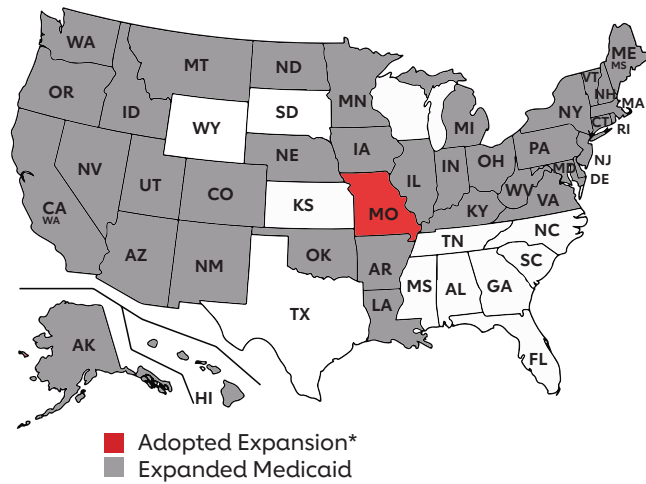 WA
MT
ND
MN
ME
MS
VT
NH
MA
OR
ID
SD
WY
MI
NY
CT
RI
NV
UT
CO
NE
IA
IL
IN
OH
PA
NJ
MD
DE
WV
VA
CA
WA
KS
MO
KY
AZ
NM
OK
AR
TN
NC
SC
TX
LA
MS
AL
GA
FL
AK
HI
Adopted Expansion*
Expanded Medicaid